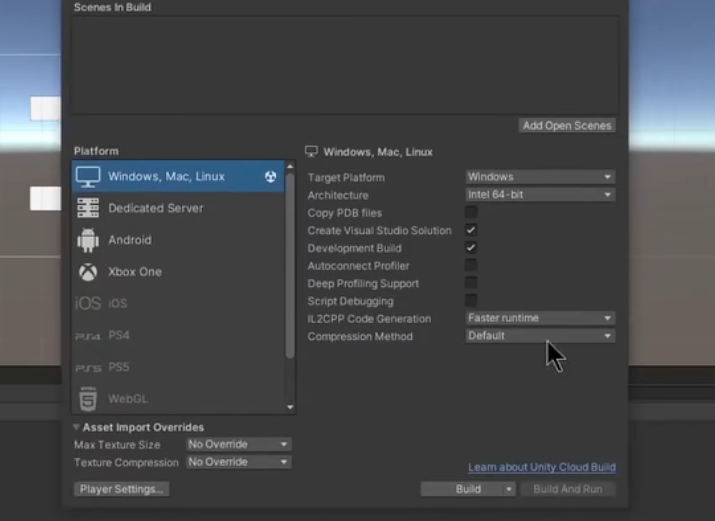 Scenes In Build
Add Open Scenes
Platform
Windows, Mac, Linux
Dedicated Server
Android
Xbox One
iOS iOS
PS4 PS4
PS5 PS5
WebGL
Windows, Mac, Linux
Target Platform Windows
Architecture Intel 64-bit
Copy PDB files
Create Visual Studio Solution
Development Build
Autoconnect Profiler
Deep Profiling Support
Script Debugging
IL2CPP Code Generation Faster runtime
Compression Method Default
Asset Import Overrides
Max Texture Size No Override
Texture Compression No Override
Learn about Unity Cloud Build
Player Settings...
Build
Build And Run